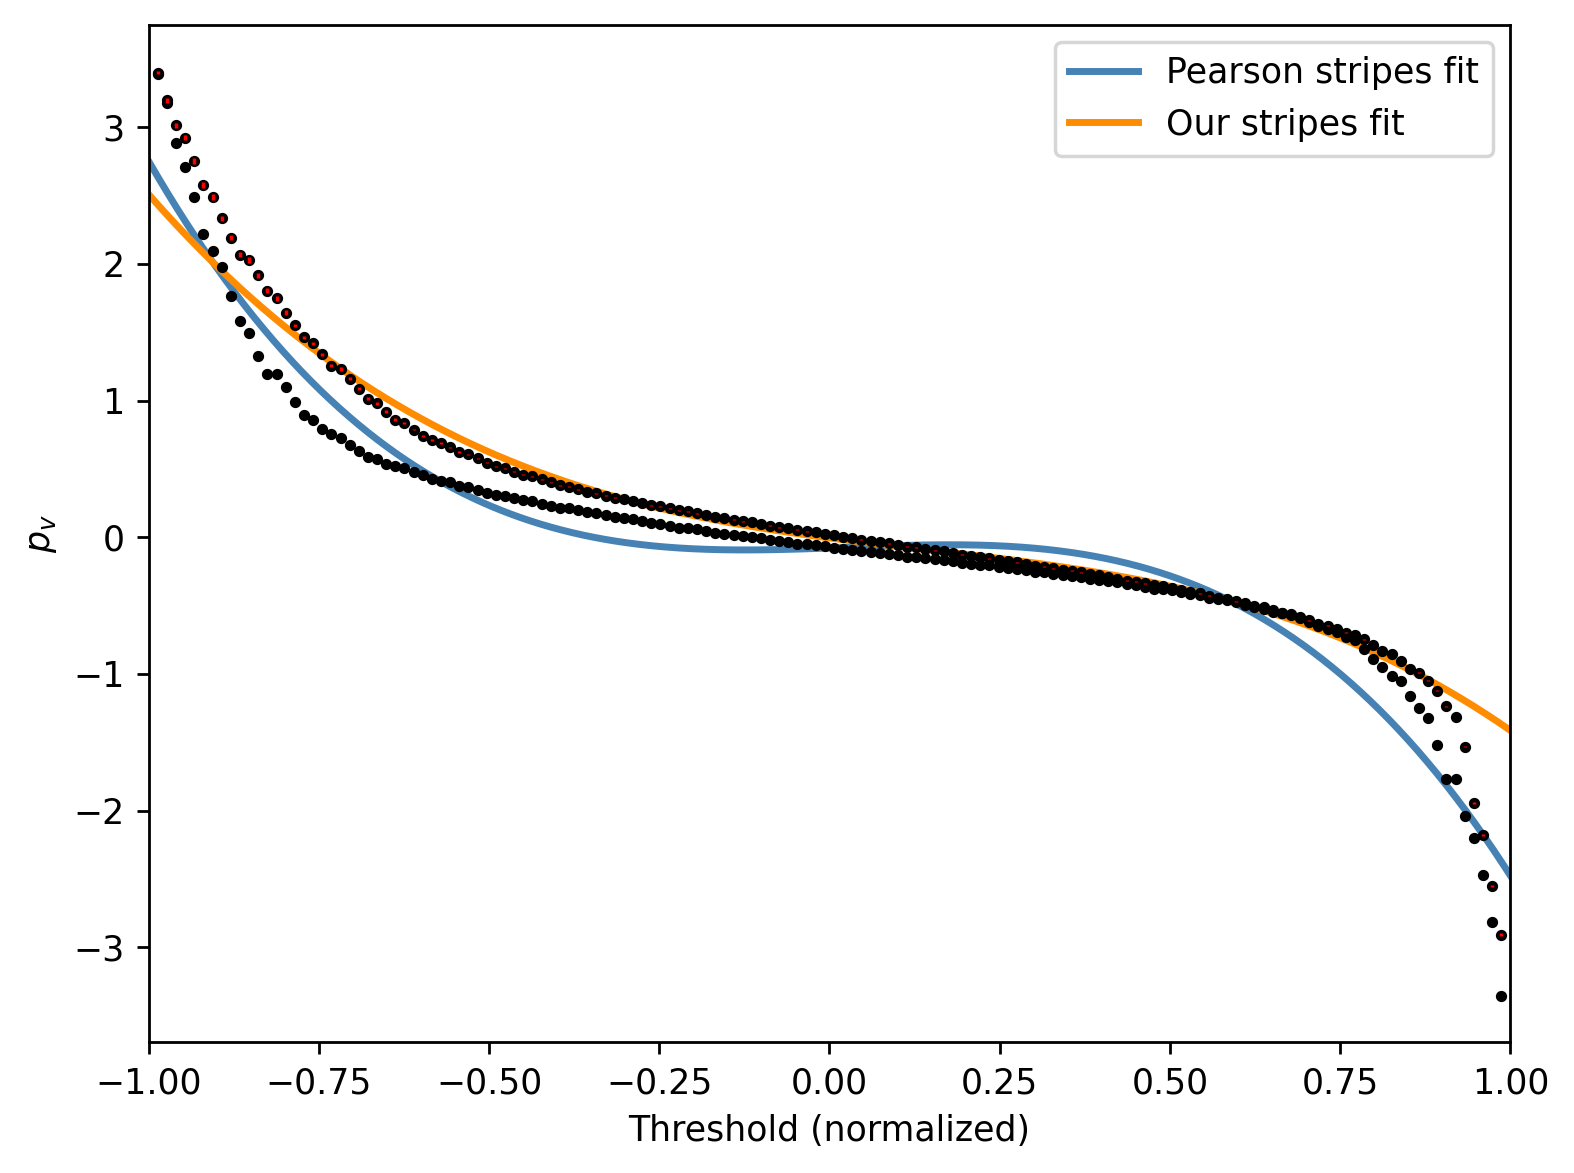 Pearson stripes fit
Our stripes fit
3
2
1
0
−1
−2
−3
p_v
−1.00 −0.75 −0.50 −0.25 0.00 0.25 0.50 0.75 1.00
Threshold (normalized)